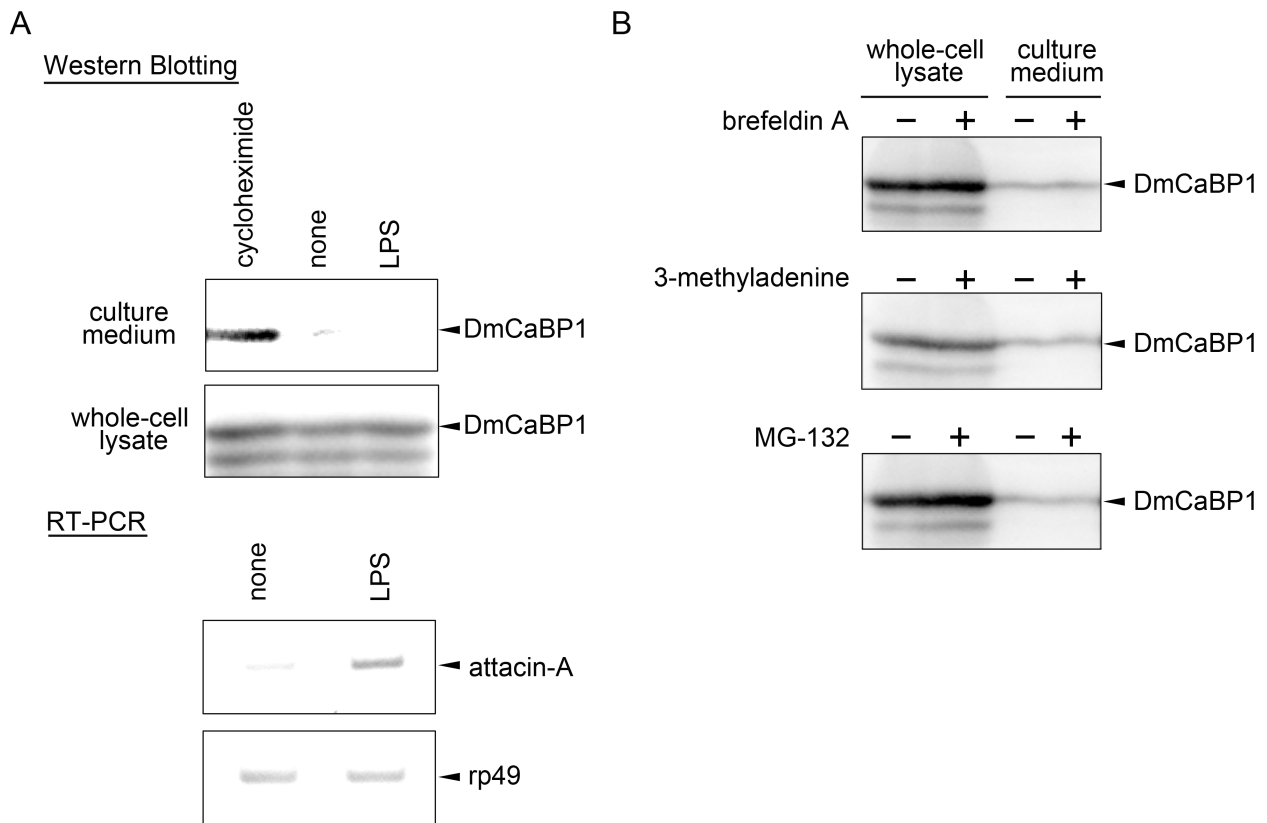 A
Western Blotting
cycloheximide
none
LPS
culture
medium
DmCaBP1
whole-cell
lysate
DmCaBP1
RT-PCR
none
LPS
attacin-A
rp49
B
whole-cell
lysate
culture
medium
brefeldin A − + − +
DmCaBP1
3-methyladenine − + − +
DmCaBP1
MG-132 − + − +
DmCaBP1